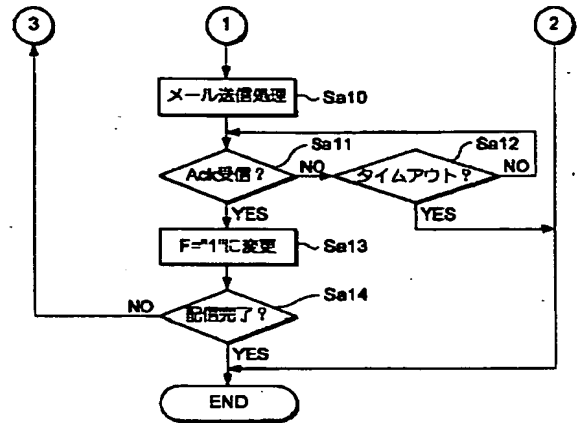 3
1
2
メール送信処理
Sa10
Sa11
Sa12
Ack受信？
NO
タイムアウト？
NO
YES
YES
F="1"に変更
Sa13
Sa14
NO
配信完了？
YES
END